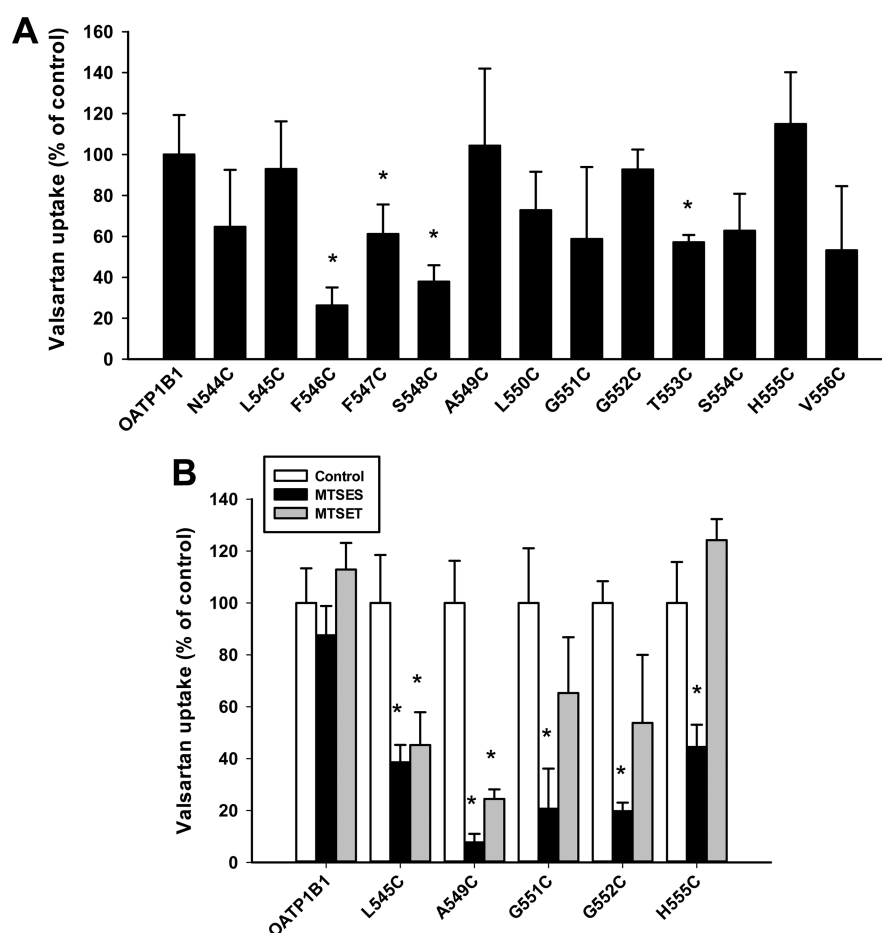 A
Valsartan uptake (% of control)
160
140
120
100
80
60
40
20
0
* * * *
OATP1B1 N544C L545C F546C F547C S548C A549C L550C G551C G552C T553C S554C H555C V556C
B
Control
MTSES
MTSET
Valsartan uptake (% of control)
140
120
100
80
60
40
20
0
* * * * * * *
OATP1B1 L545C A549C G551C G552C H555C